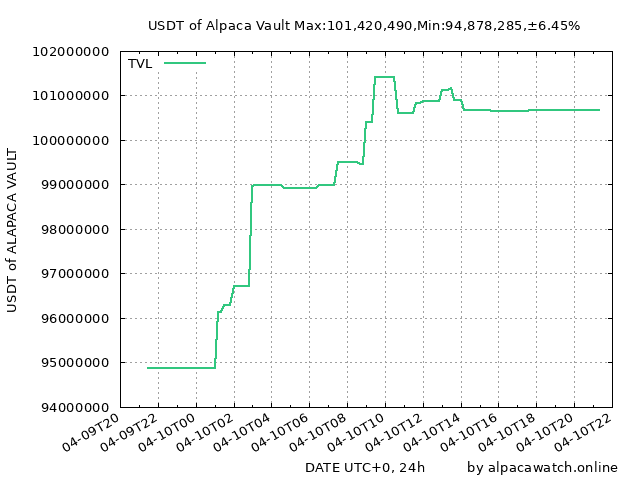 USDT of Alpaca Vault Max:101,420,490,Min:94,878,285,±6.45%
TVL
102000000
101000000
100000000
99000000
98000000
97000000
96000000
95000000
94000000
USDT of ALAPACA VAULT
04-09T20
04-09T22
04-10T00
04-10T02
04-10T04
04-10T06
04-10T08
04-10T10
04-10T12
04-10T14
04-10T16
04-10T18
04-10T20
04-10T22
DATE UTC+0, 24h
by alpacawatch.online